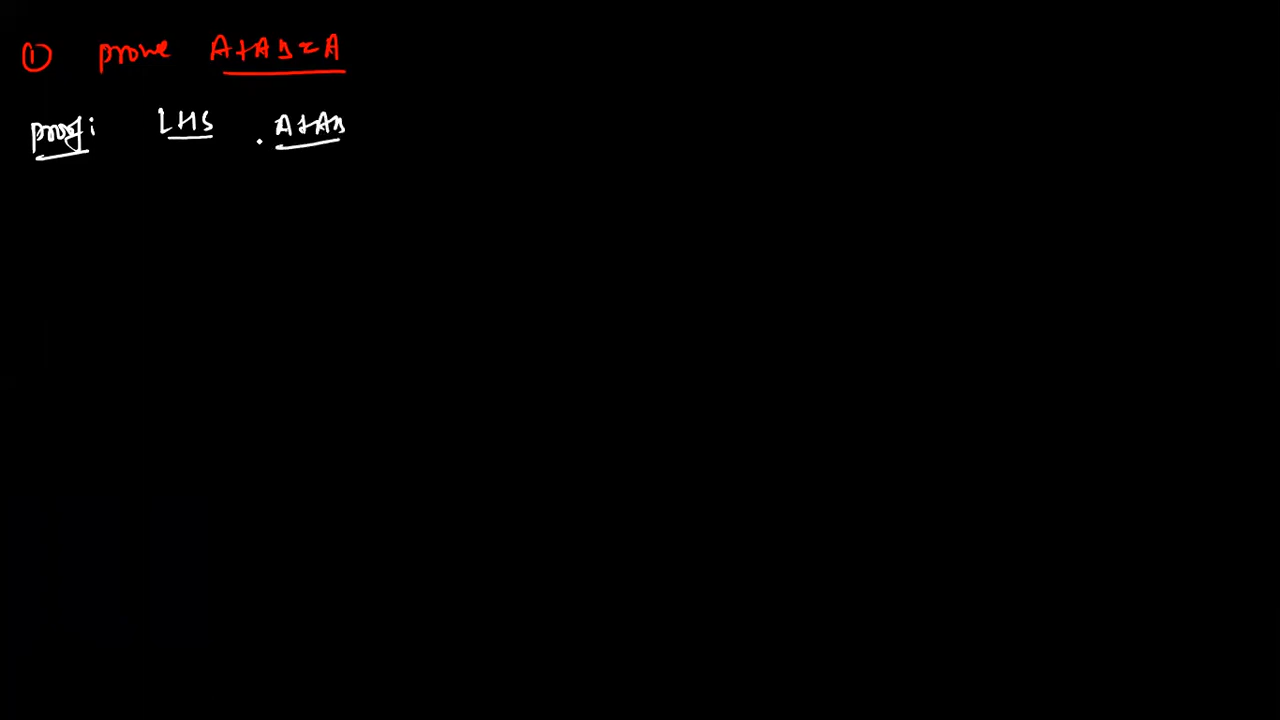 ① prove A+AB=A
proof: LHS . A+AB